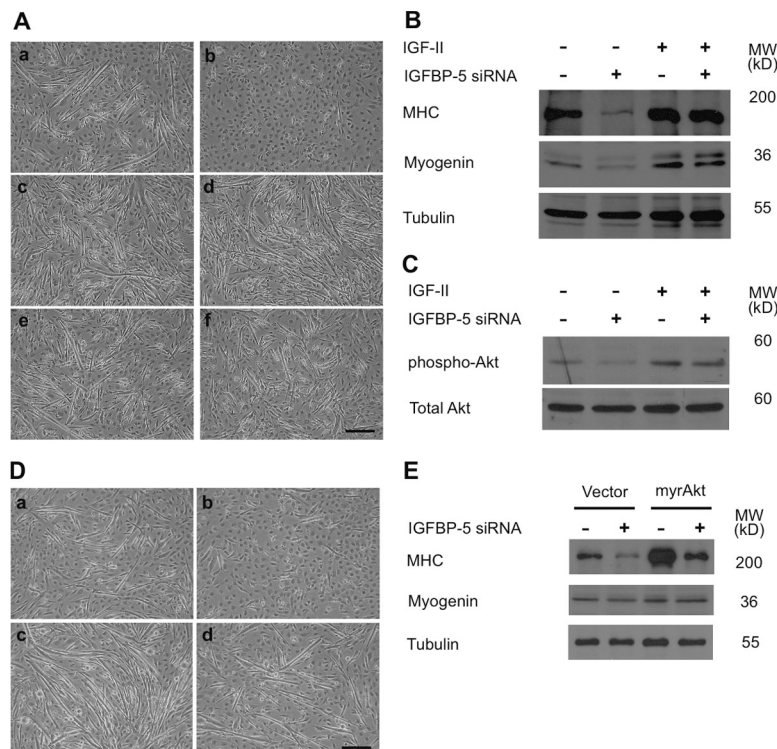 A
a
b
c
d
e
f
B
IGF-II - - + + MW
(kD)
IGFBP-5 siRNA - + - +
MHC 200
Myogenin 36
Tubulin 55
C
IGF-II - - + + MW
(kD)
IGFBP-5 siRNA - + - +
phospho-Akt 60
Total Akt 60
D
a
b
c
d
E
Vector myrAkt
IGFBP-5 siRNA - + - + MW
(kD)
MHC 200
Myogenin 36
Tubulin 55